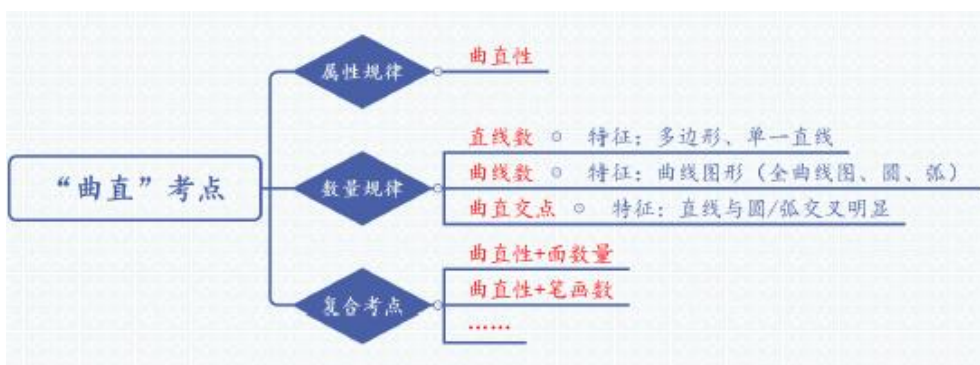 “曲直”考点
属性规律
曲直性
数量规律
直线数 特征：多边形、单一直线
曲线数 特征：曲线图形（全曲线图、圆、弧）
曲直交点 特征：直线与圆/弧交叉明显
复合考点
曲直性+面数量
曲直性+笔画数
……